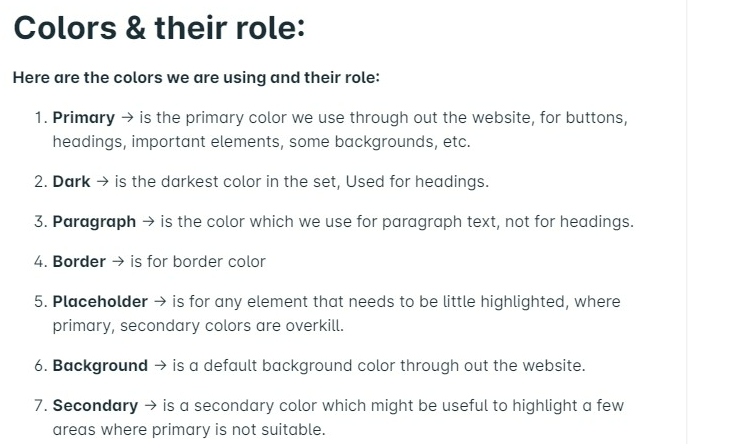 Colors & their role:
Here are the colors we are using and their role:
1. Primary → is the primary color we use through out the website, for buttons,
headings, important elements, some backgrounds, etc.
2. Dark → is the darkest color in the set, Used for headings.
3. Paragraph → is the color which we use for paragraph text, not for headings.
4. Border → is for border color
5. Placeholder → is for any element that needs to be little highlighted, where
primary, secondary colors are overkill.
6. Background → is a default background color through out the website.
7. Secondary → is a secondary color which might be useful to highlight a few
areas where primary is not suitable.